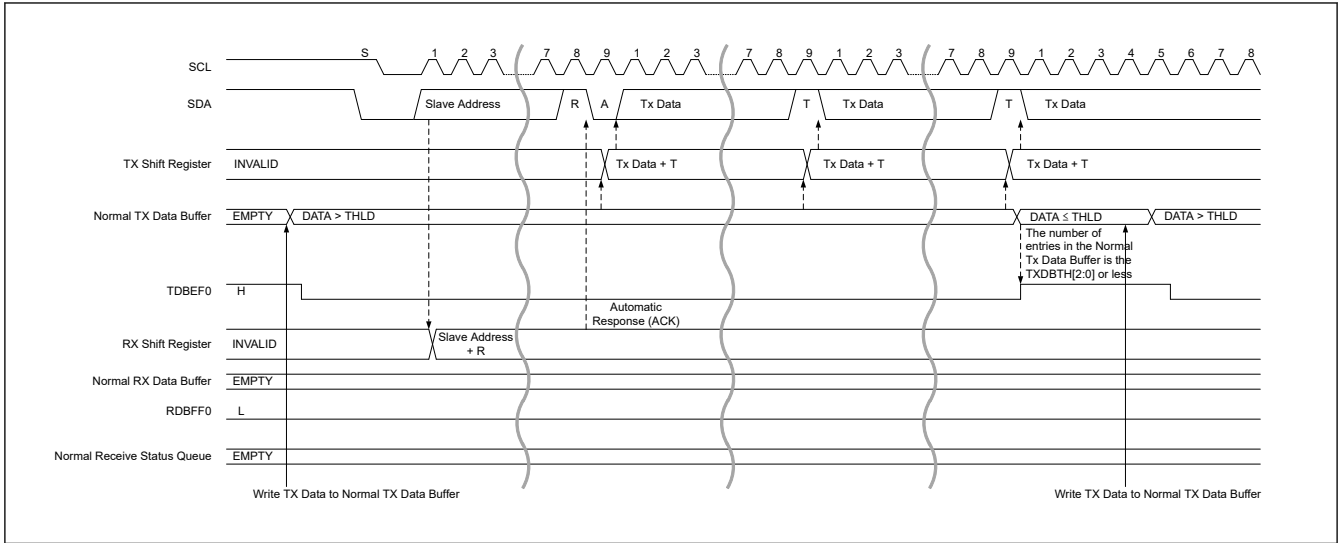 S 1 2 3 7 8 9 1 2 3 7 8 9 1 2 3 7 8 9 1 2 3 4 5 6 7 8
SCL
SDA Slave Address R A Tx Data T Tx Data T Tx Data
TX Shift Register INVALID Tx Data + T Tx Data + T Tx Data + T
Normal TX Data Buffer EMPTY DATA > THLD DATA ≤ THLD DATA > THLD
The number of
entries in the Normal
Tx Data Buffer is the
TXDBTH[2:0] or less
TDBEF0 H
Automatic
Response (ACK)
RX Shift Register INVALID Slave Address
+ R
Normal RX Data Buffer EMPTY
RDBFF0 L
Normal Receive Status Queue EMPTY
Write TX Data to Normal TX Data Buffer Write TX Data to Normal TX Data Buffer